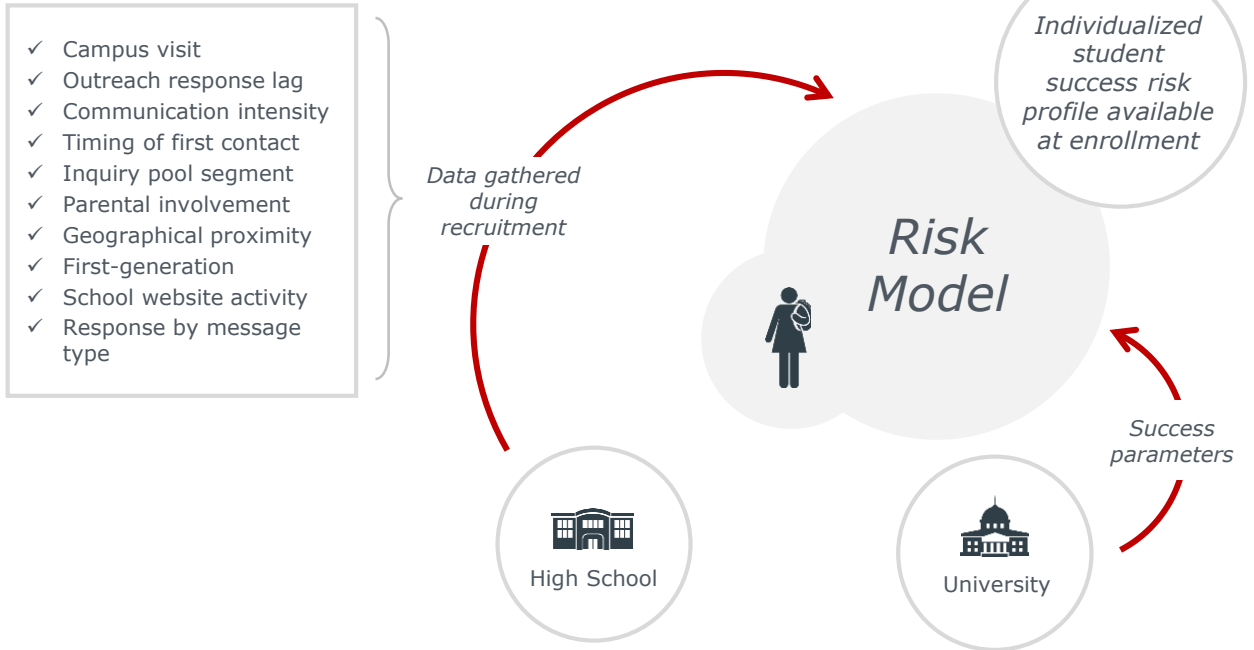 ✓ Campus visit
✓ Outreach response lag
✓ Communication intensity
✓ Timing of first contact
✓ Inquiry pool segment
✓ Parental involvement
✓ Geographical proximity
✓ First-generation
✓ School website activity
✓ Response by message
type
Data gathered
during
recruitment
Individualized
student
success risk
profile available
at enrollment
Risk
Model
Success
parameters
High School
University